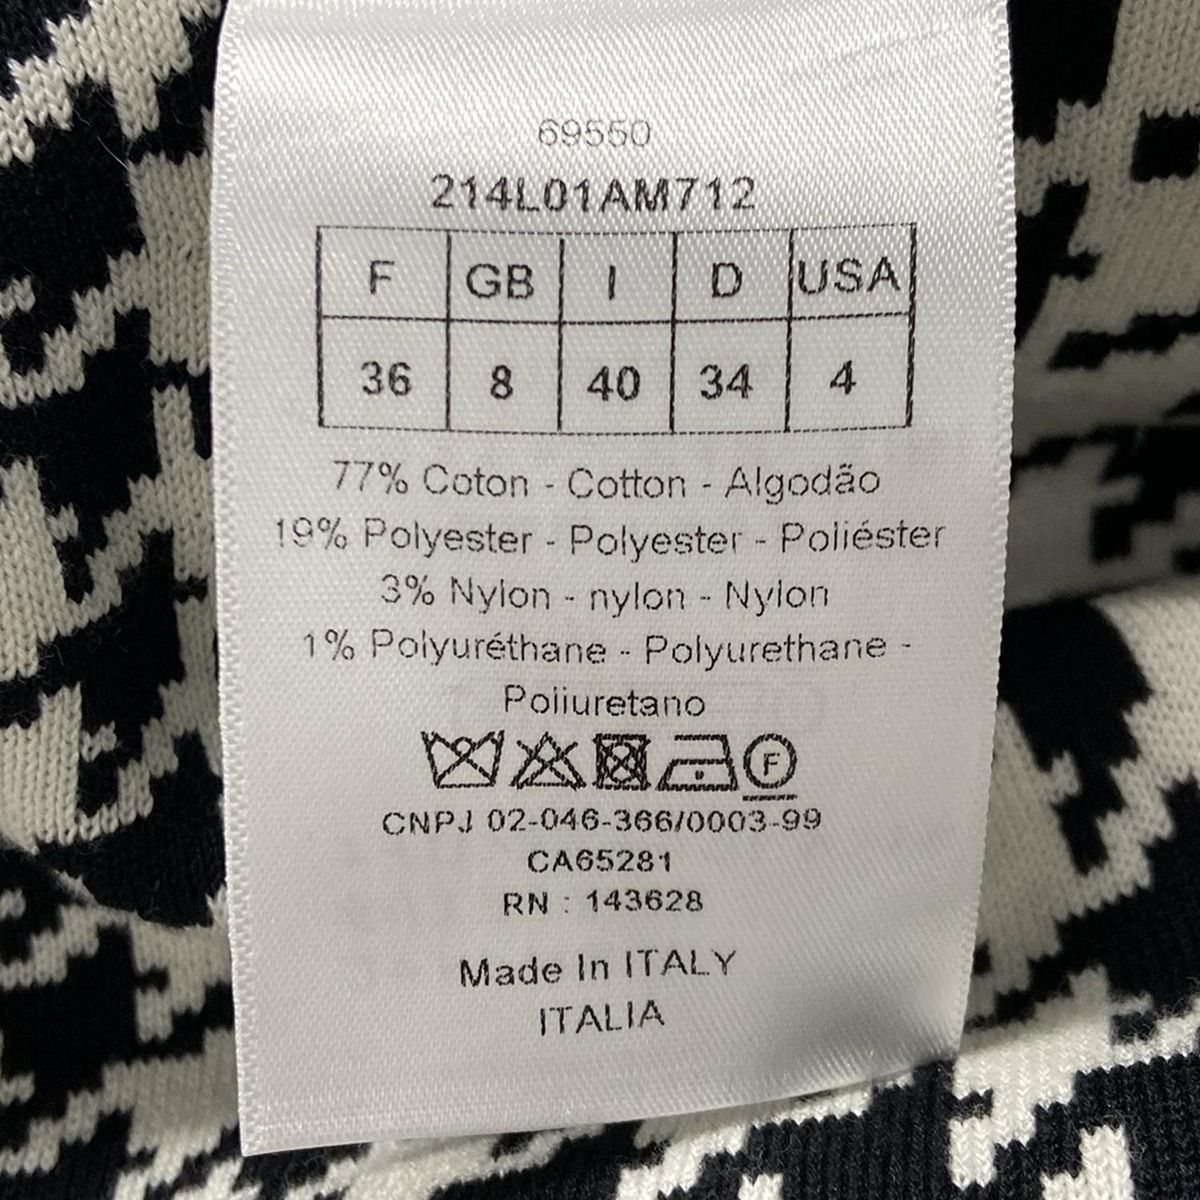 69550
214L01AM712
F GB I D USA
36 8 40 34 4
77% Coton - Cotton - Algodão
19% Polyester - Polyester - Poliéster
3% Nylon - nylon - Nylon
1% Polyuréthane - Polyurethane -
Poliuretano
F
CNPJ 02-046-366/0003-99
CA65281
RN : 143628
Made In ITALY
ITALIA